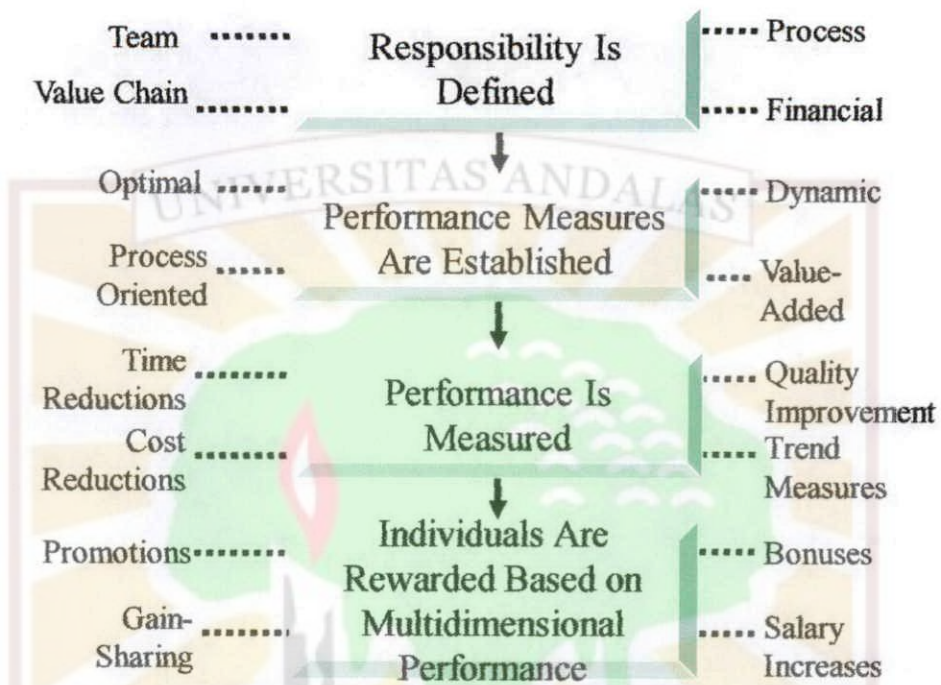 Team
Value Chain
Responsibility Is
Defined
Process
Financial
UNIVERSITAS ANDALAS
Optimal
Process
Oriented
Performance Measures
Are Established
Dynamic
Value-
Added
Time
Reductions
Cost
Reductions
Performance Is
Measured
Quality
Improvement
Trend
Measures
Promotions
Gain-
Sharing
Individuals Are
Rewarded Based on
Multidimensional
Performance
Bonuses
Salary
Increases